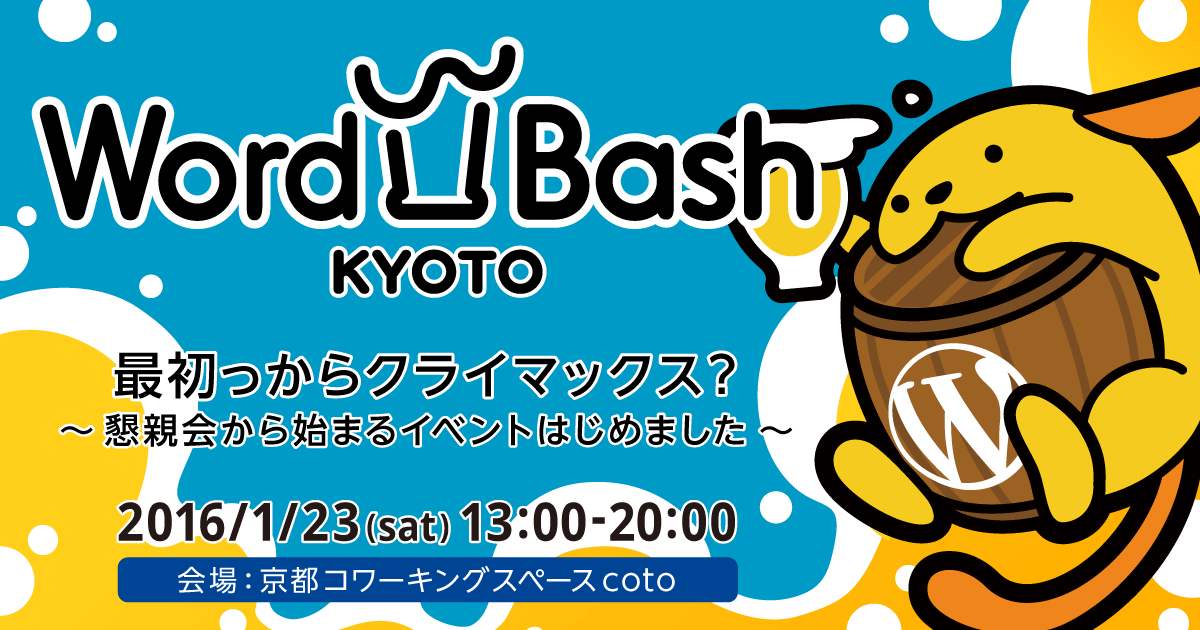 Word Bash
KYOTO
最初っからクライマックス？
～ 懇親会から始まるイベントはじめました ～
2016/1/23(sat) 13:00-20:00
会場：京都コワーキングスペースcoto
W